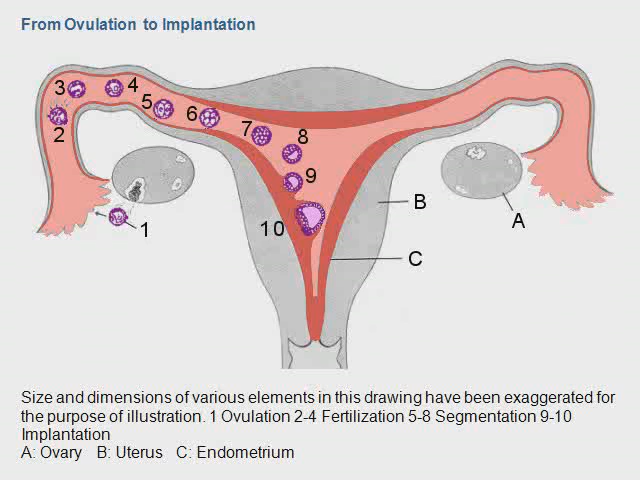 From Ovulation to Implantation
3
4
5
2
6
7
8
9
10
1
B
A
C
Size and dimensions of various elements in this drawing have been exaggerated for
the purpose of illustration. 1 Ovulation 2-4 Fertilization 5-8 Segmentation 9-10
Implantation
A: Ovary B: Uterus C: Endometrium